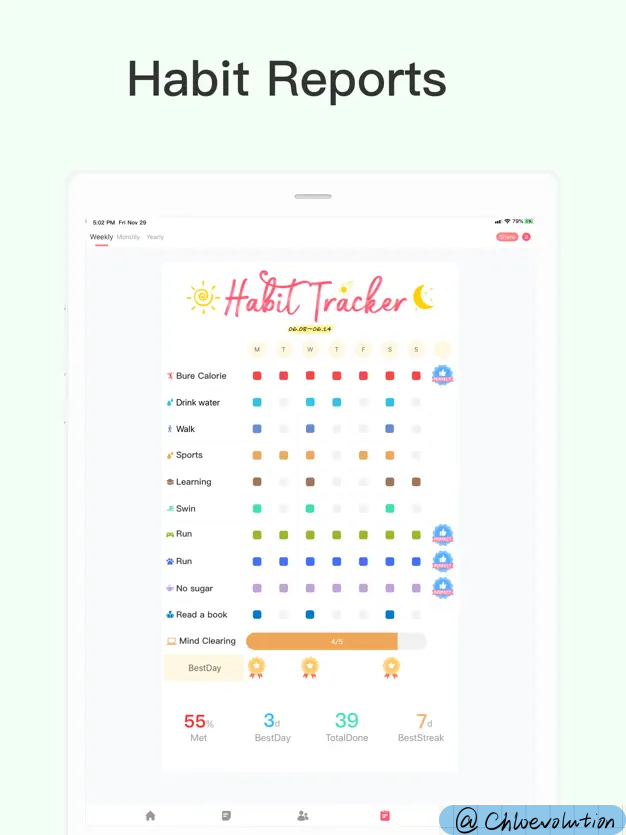 Habit Reports
5:02 PM Fri Nov 29
79%
Weekly Monthly Yearly
Share
Habit Tracker
06.08~06.14
M T W T F S S
Bure Calorie
PERFECT
Drink water
Walk
Sports
Learning
Swin
Run
PERFECT
Run
PERFECT
No sugar
PERFECT
Read a book
Mind Clearing 4/5
BestDay
55% 3d 39 7d
Met BestDay TotalDone BestStreak
@ Chloevolution